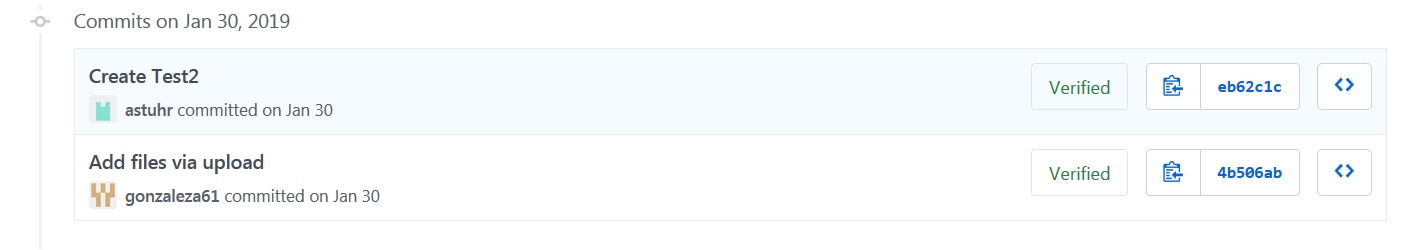 Commits on Jan 30, 2019
Create Test2
Verified
eb62c1c
astuhr committed on Jan 30
Add files via upload
Verified
4b506ab
gonzaleza61 committed on Jan 30